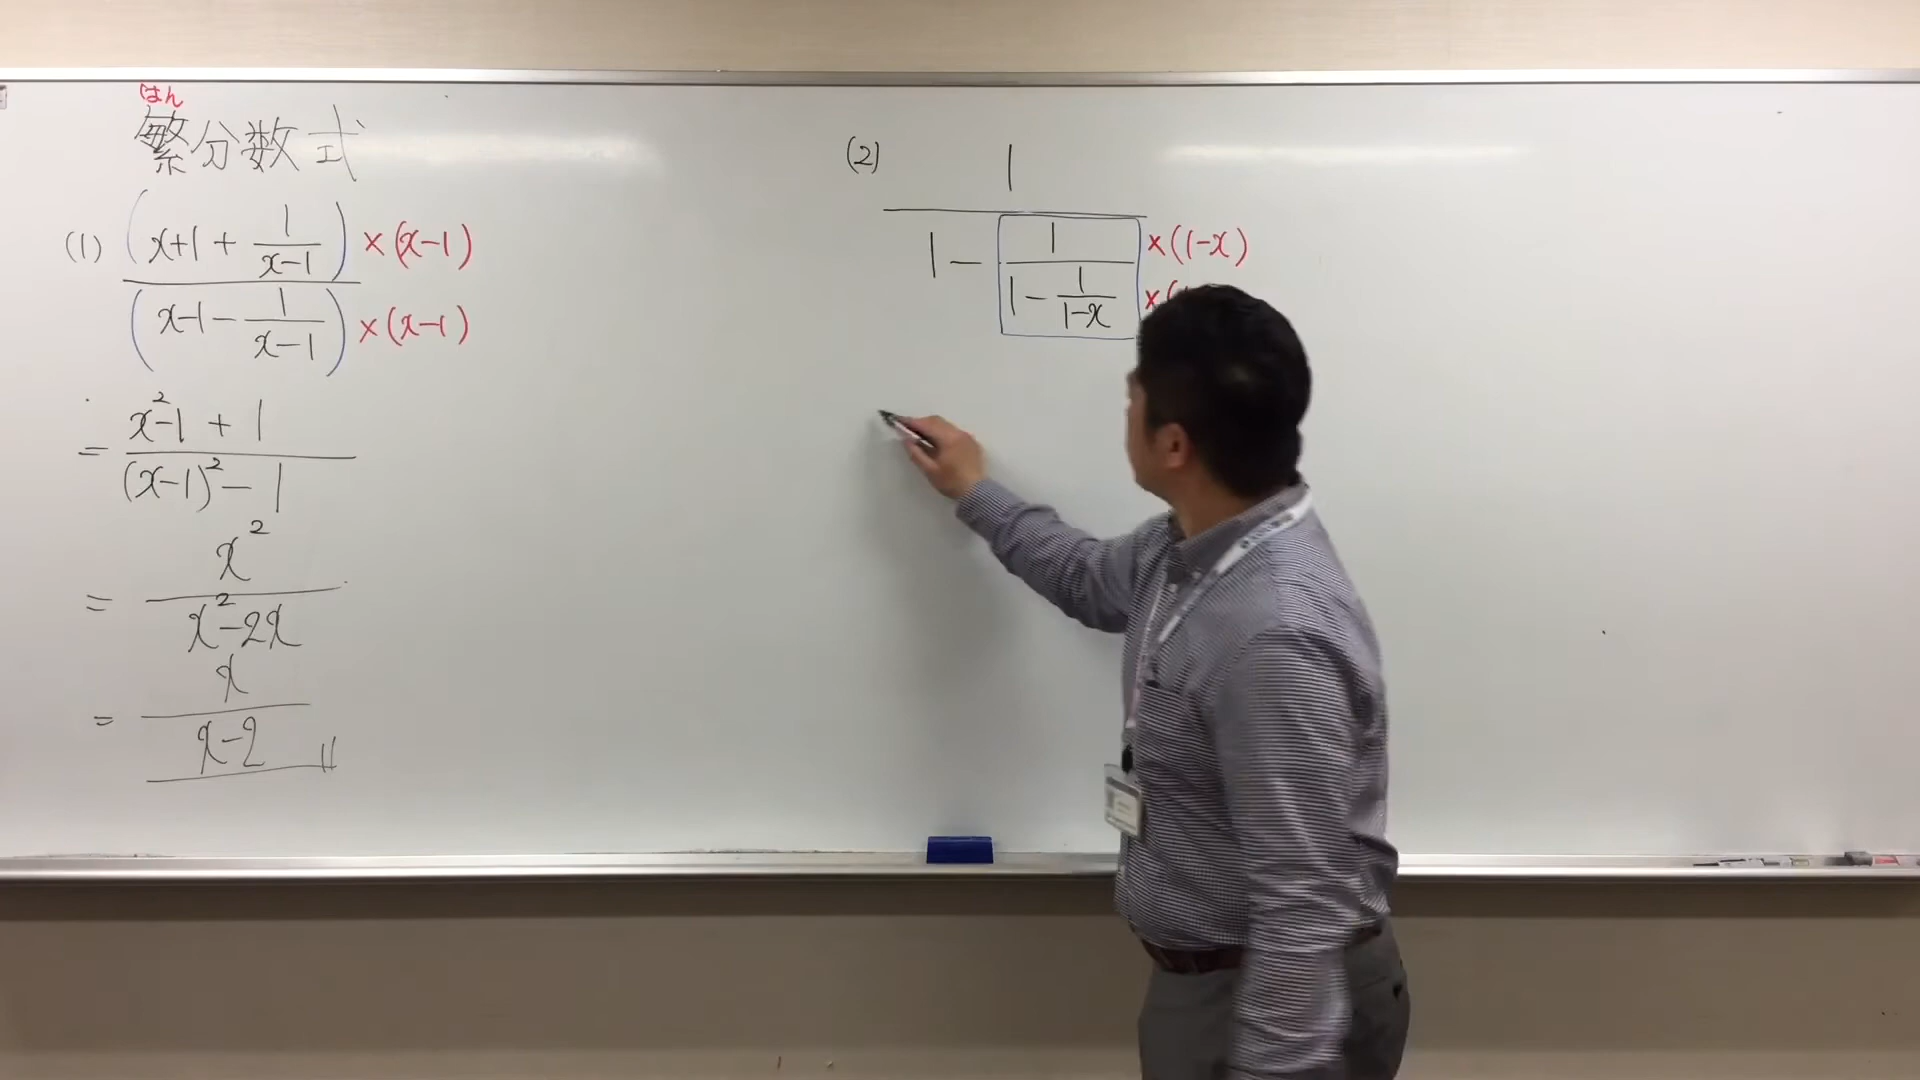 はん
繁分数式
(1) (x+1 + 1/(x-1)) ×(x-1)
(x-1 - 1/(x-1)) ×(x-1)
= x²-1 + 1
(x-1)² - 1
= x²
x²-2x
= x
x-2
(2) 1
1 - 1 ×(1-x)
1 - 1/(1-x) ×(